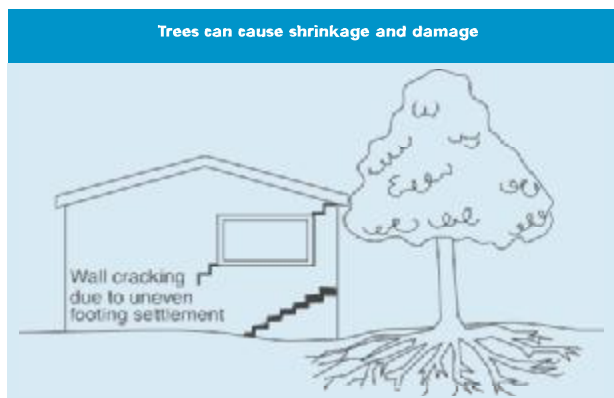 Trees can cause shrinkage and damage
Wall cracking
due to uneven
footing settlement